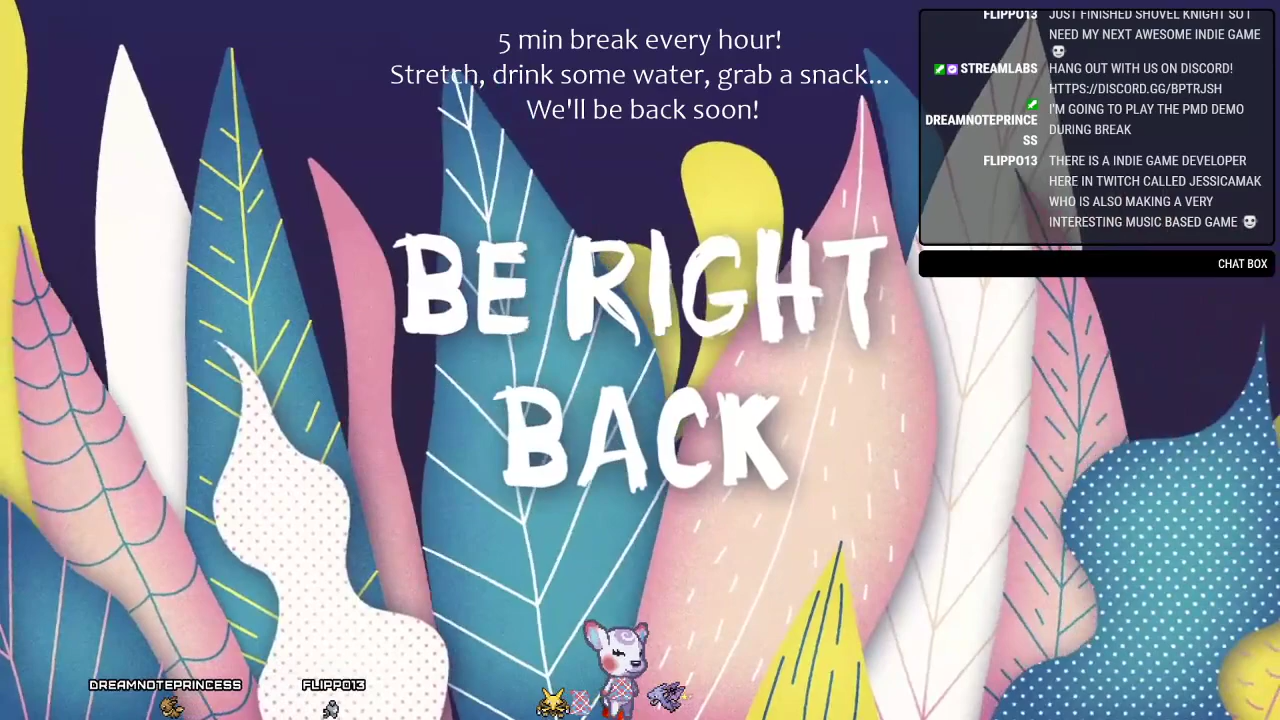 5 min break every hour!
Stretch, drink some water, grab a snack...
We'll be back soon!
BE RIGHT
BACK
FLIPPO13 JUST FINISHED SHOVEL KNIGHT SO I
NEED MY NEXT AWESOME INDIE GAME
STREAMLABS HANG OUT WITH US ON DISCORD!
HTTPS://DISCORD.GG/BPTRJSH
DREAMNOTEPRINCE
SS
I'M GOING TO PLAY THE PMD DEMO
DURING BREAK
FLIPPO13 THERE IS A INDIE GAME DEVELOPER
HERE IN TWITCH CALLED JESSICAMAK
WHO IS ALSO MAKING A VERY
INTERESTING MUSIC BASED GAME
CHAT BOX
DREAMNOTEPRINCESS
FLIPPO13